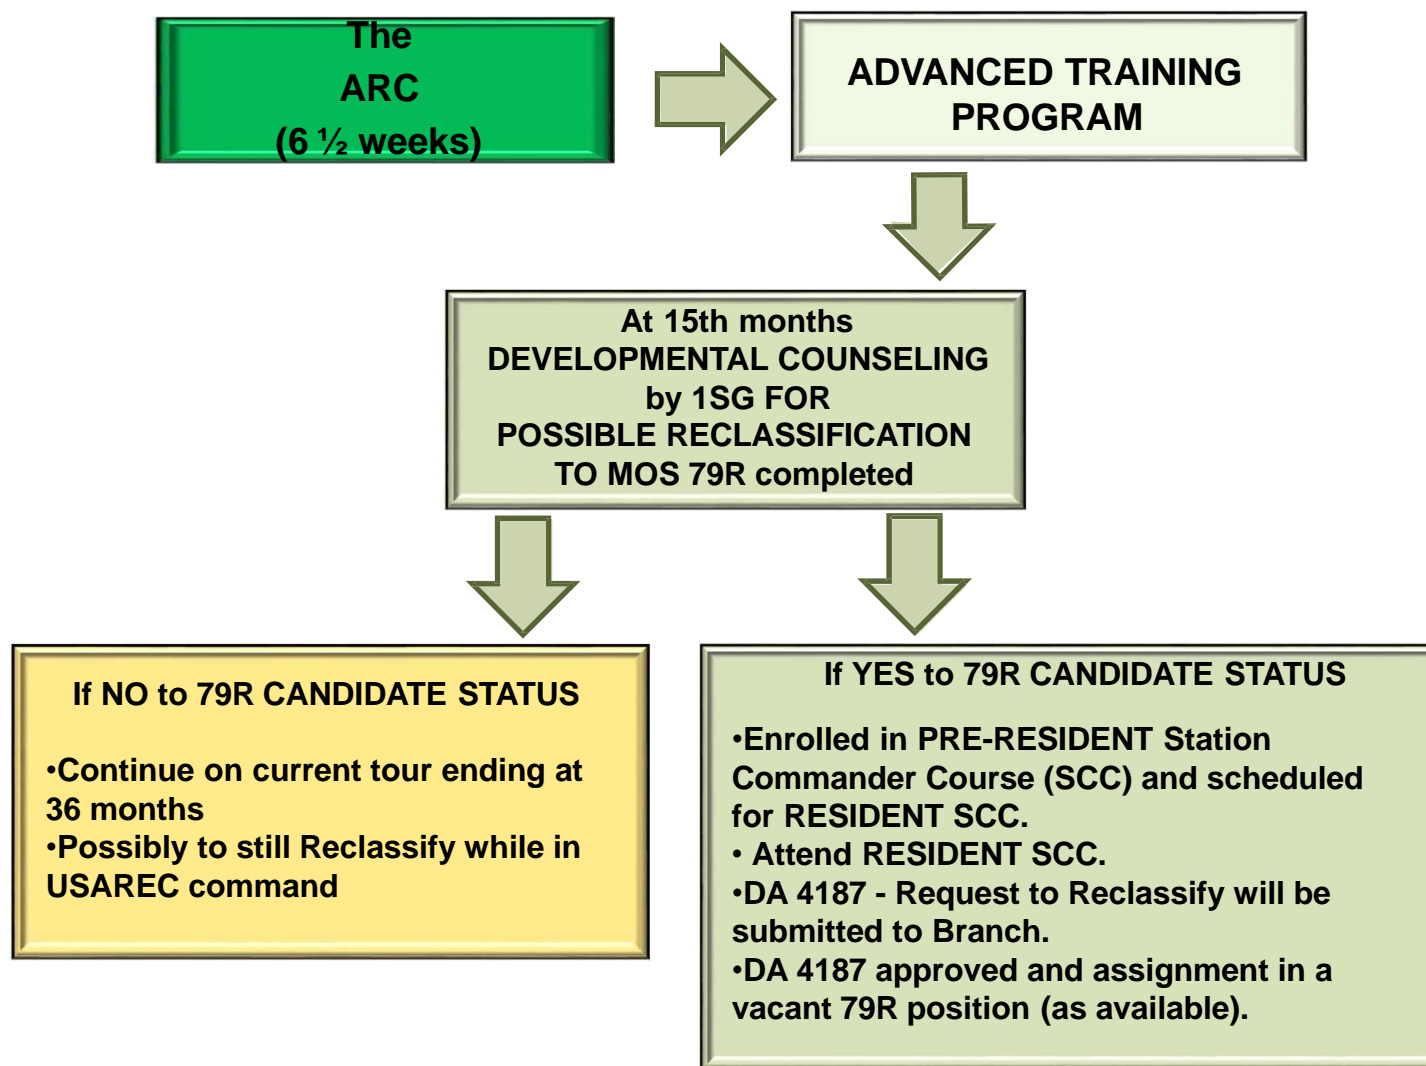 The
ARC
(6 ½ weeks)
ADVANCED TRAINING
PROGRAM
At 15th months
DEVELOPMENTAL COUNSELING
by 1SG FOR
POSSIBLE RECLASSIFICATION
TO MOS 79R completed
If NO to 79R CANDIDATE STATUS
•Continue on current tour ending at
36 months
•Possibly to still Reclassify while in
USAREC command
If YES to 79R CANDIDATE STATUS
•Enrolled in PRE-RESIDENT Station
Commander Course (SCC) and scheduled
for RESIDENT SCC.
• Attend RESIDENT SCC.
•DA 4187 - Request to Reclassify will be
submitted to Branch.
•DA 4187 approved and assignment in a
vacant 79R position (as available).